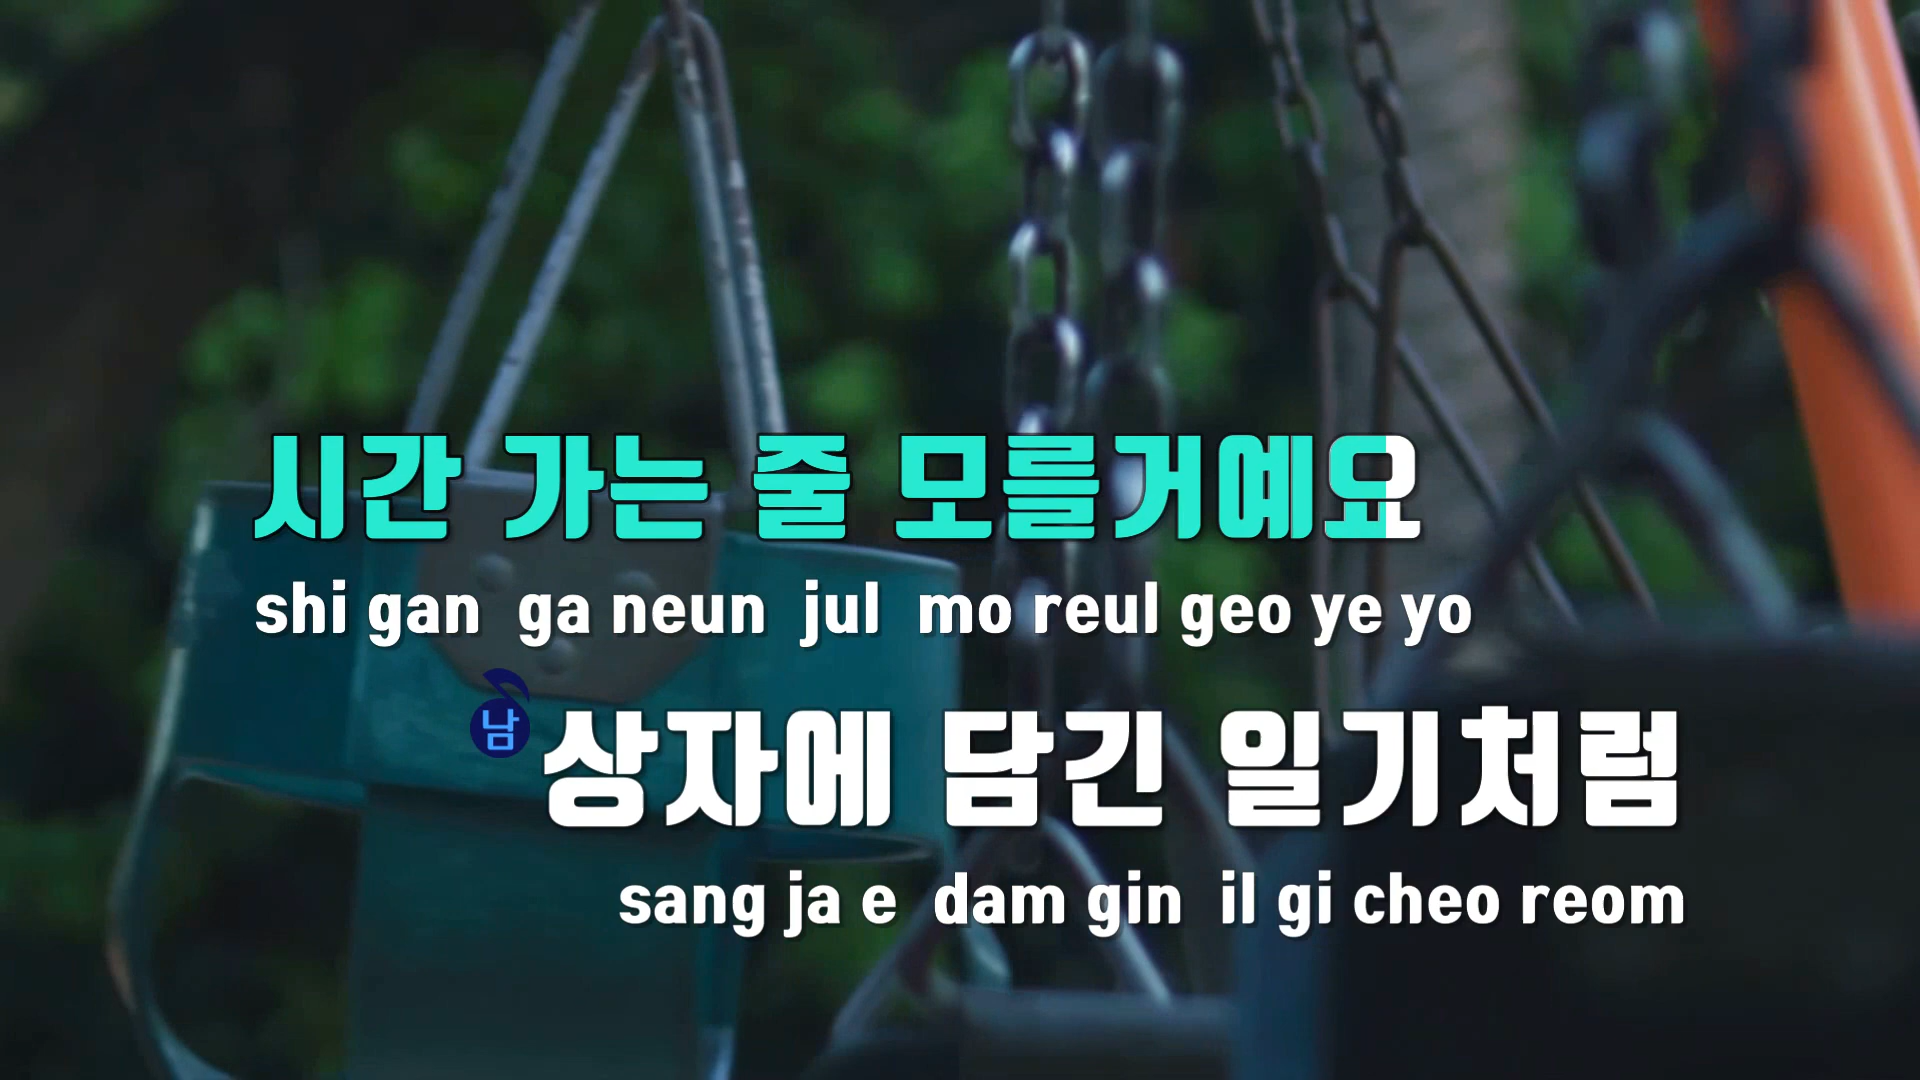 시간 가는 줄 모를거예요
shi gan ga neun jul mo reul geo ye yo
남 상자에 담긴 일기처럼
sang ja e dam gin il gi cheo reom